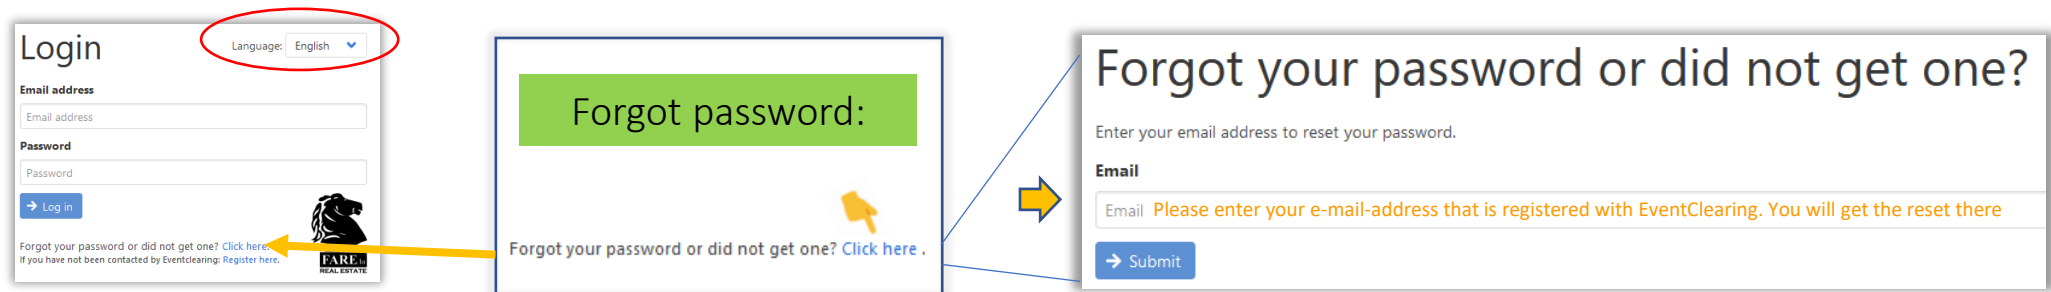 Login
Language: English
Email address
Email address
Password
Password
→ Log in
Forgot your password or did not get one? Click here.
If you have not been contacted by Eventclearing: Register here.
FARE
REAL ESTATE
Forgot password:
Forgot your password or did not get one? Click here .
Forgot your password or did not get one?
Enter your email address to reset your password.
Email
Email Please enter your e-mail-address that is registered with EventClearing. You will get the reset there
→ Submit